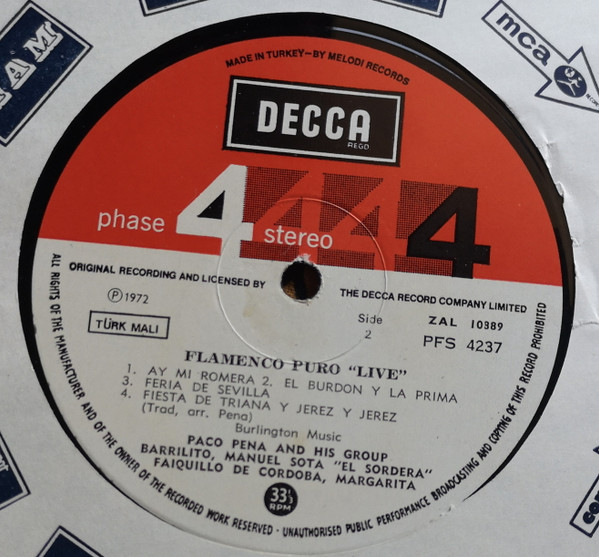 MADE IN TURKEY—BY MELODI RECORDS
DECCA
REGD
phase 4 stereo 4 4 4
ORIGINAL RECORDING AND LICENSED BY THE DECCA RECORD COMPANY LIMITED
Ⓟ 1972
TÜRK MALI
Side
2
ZAL 10389
PFS 4237
FLAMENCO PURO "LIVE"
1. AY MI ROMERA 2. EL BURDON Y LA PRIMA
3. FERIA DE SEVILLA
4. FIESTA DE TRIANA Y JEREZ Y JEREZ
(Trad, arr. Pena)
Burlington Music
PACO PENA AND HIS GROUP
BARRILITO, MANUEL SOTA "EL SORDERA"
FAIQUILLO DE CORDOBA, MARGARITA
33⅓
RPM
ALL RIGHTS OF THE MANUFACTURER AND OF THE OWNER OF THE RECORDED WORK RESERVED · UNAUTHORISED PUBLIC PERFORMANCE BROADCASTING AND COPYING OF THIS RECORD PROHIBITED
mca